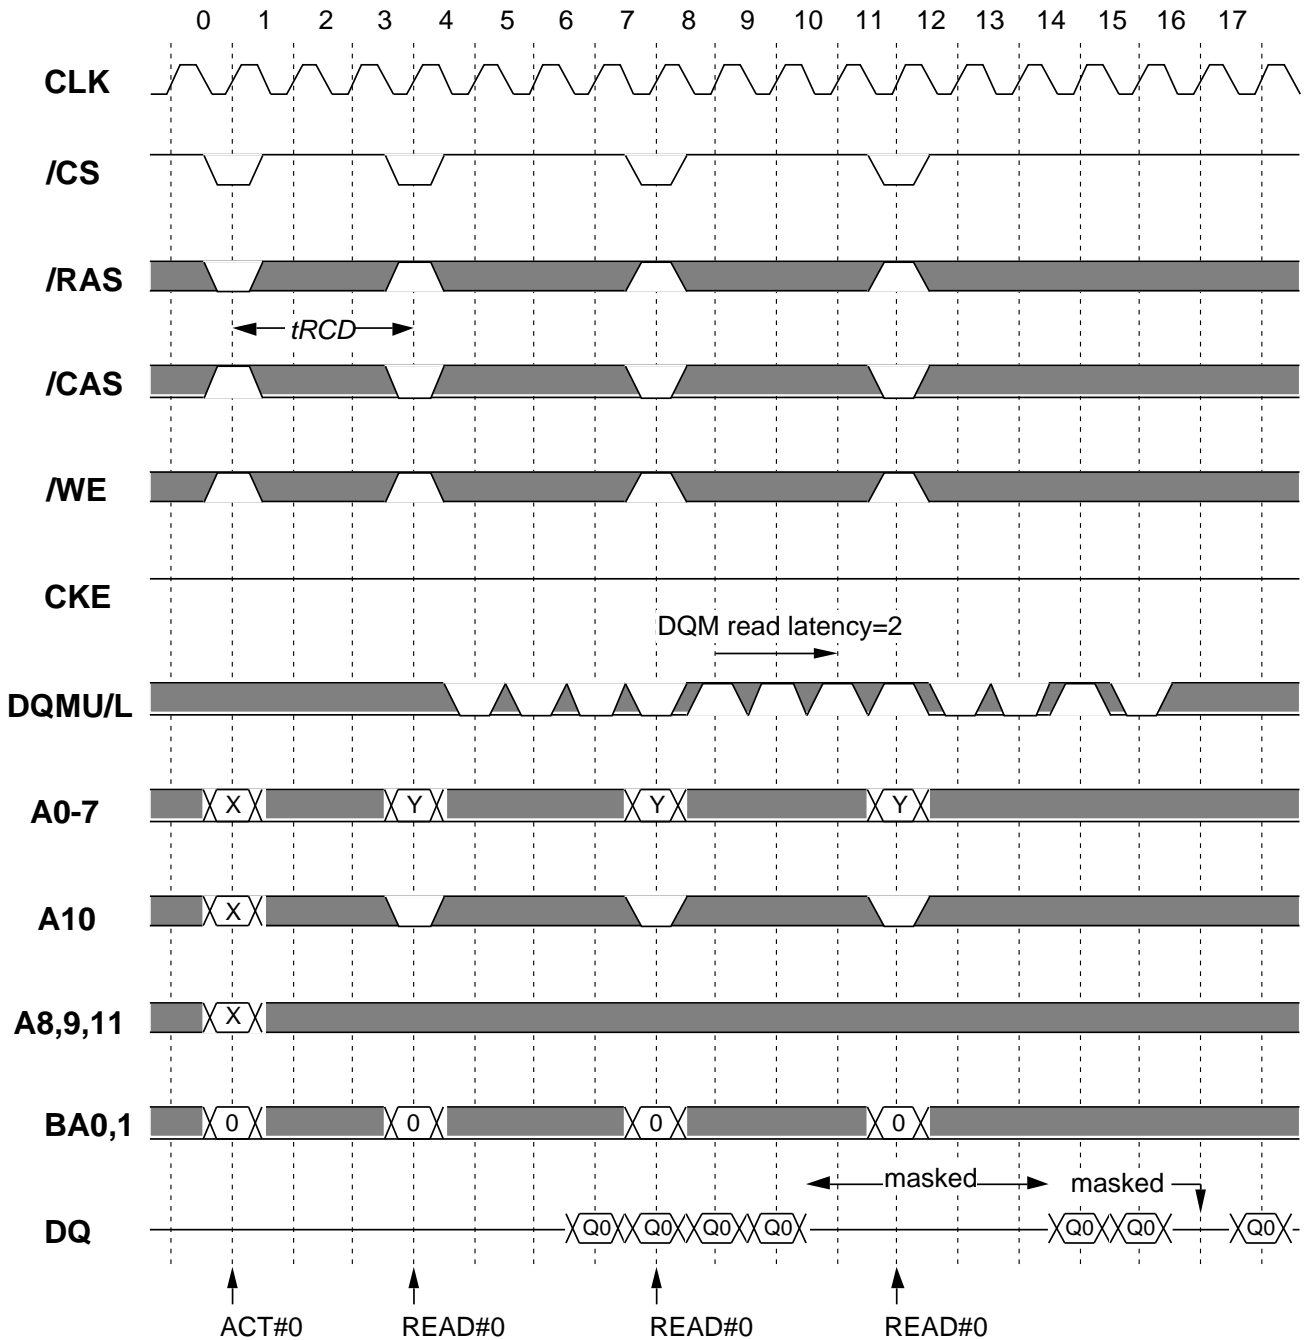 0 1 2 3 4 5 6 7 8 9 10 11 12 13 14 15 16 17
CLK
/CS
/RAS
tRCD
/CAS
/WE
CKE
DQM read latency=2
DQMU/L
A0-7 X Y Y Y
A10 X
A8,9,11 X
BA0,1 0 0 0 0
masked masked
DQ Q0 Q0 Q0 Q0 Q0 Q0 Q0
ACT#0 READ#0 READ#0 READ#0